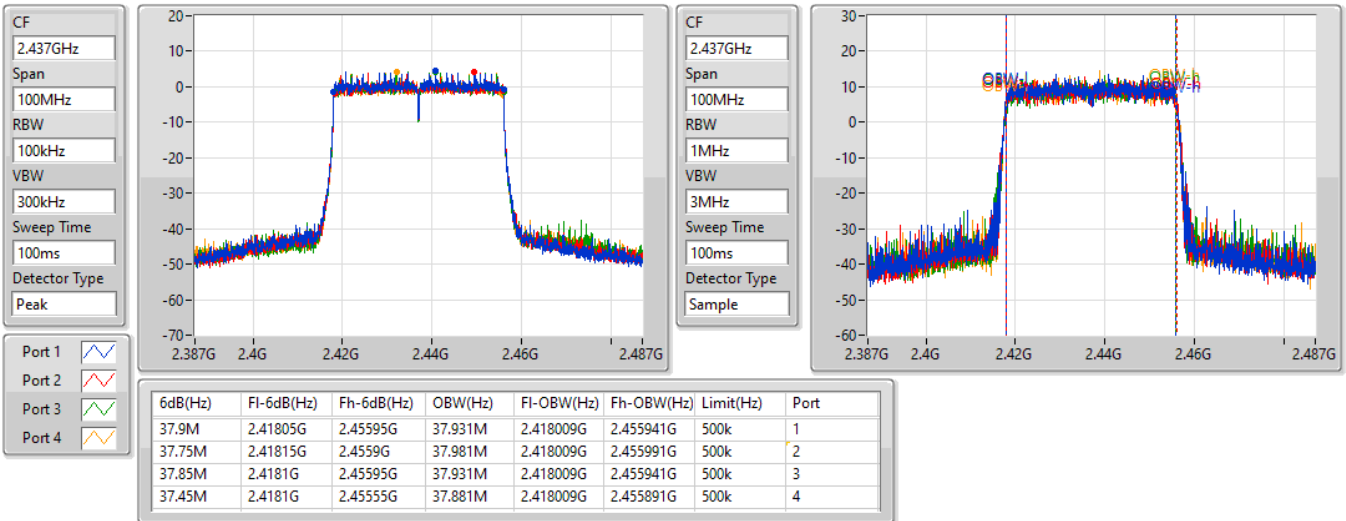 CF
2.437GHz
Span
100MHz
RBW
100kHz
VBW
300kHz
Sweep Time
100ms
Detector Type
Peak
20
10
0
-10
-20
-30
-40
-50
-60
-70
2.387G 2.4G 2.42G 2.44G 2.46G 2.487G
CF
2.437GHz
Span
100MHz
RBW
1MHz
VBW
3MHz
Sweep Time
100ms
Detector Type
Sample
30
20
10
0
-10
-20
-30
-40
-50
-60
OBW-l OBW-h
OBW-h
2.387G 2.4G 2.42G 2.44G 2.46G 2.487G
Port 1
Port 2
Port 3
Port 4
6dB(Hz) Fl-6dB(Hz) Fh-6dB(Hz) OBW(Hz) Fl-OBW(Hz) Fh-OBW(Hz) Limit(Hz) Port
37.9M 2.41805G 2.45595G 37.931M 2.418009G 2.455941G 500k 1
37.75M 2.41815G 2.4559G 37.981M 2.418009G 2.455991G 500k 2
37.85M 2.4181G 2.45595G 37.931M 2.418009G 2.455941G 500k 3
37.45M 2.4181G 2.45555G 37.881M 2.418009G 2.455891G 500k 4